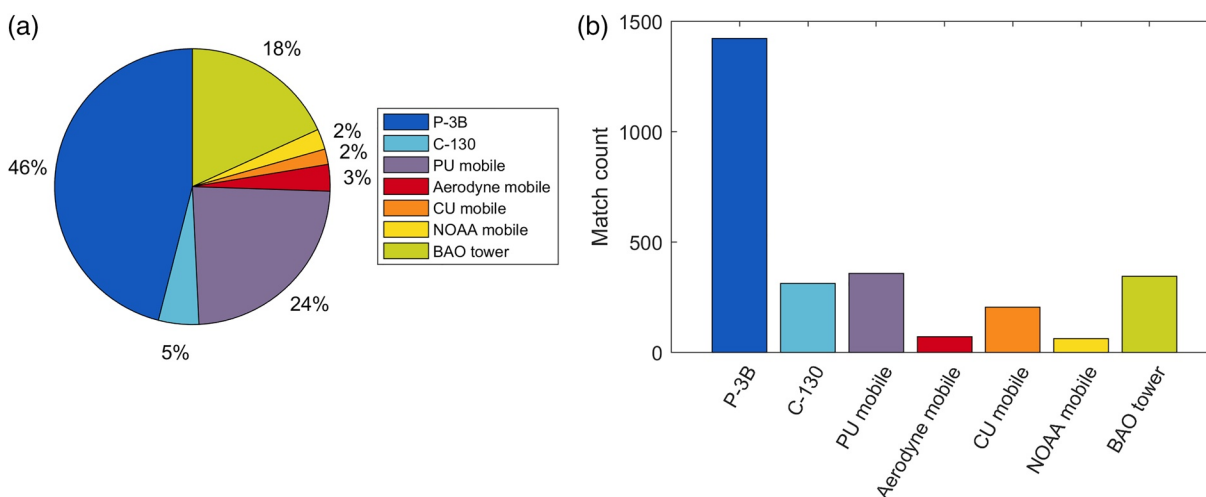 (a)
18%
2%
2%
3%
24%
5%
46%
P-3B
C-130
PU mobile
Aerodyne mobile
CU mobile
NOAA mobile
BAO tower
(b)
Match count
1500
1000
500
0
P-3B
C-130
PU mobile
Aerodyne mobile
CU mobile
NOAA mobile
BAO tower